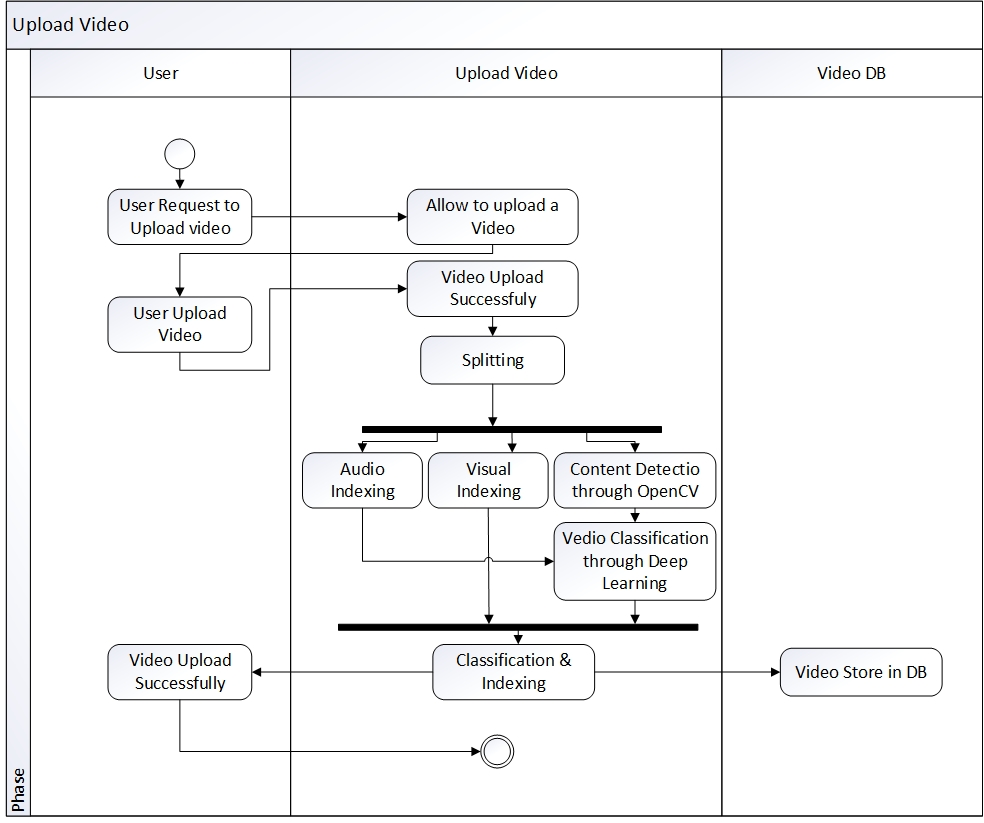 Upload Video
User
Upload Video
Video DB
User Request to
Upload video
Allow to upload a
Video
Video Upload
Successfuly
User Upload
Video
Splitting
Audio
Indexing
Visual
Indexing
Content Detectio
through OpenCV
Vedio Classification
through Deep
Learning
Video Upload
Successfully
Classification &
Indexing
Video Store in DB
Phase